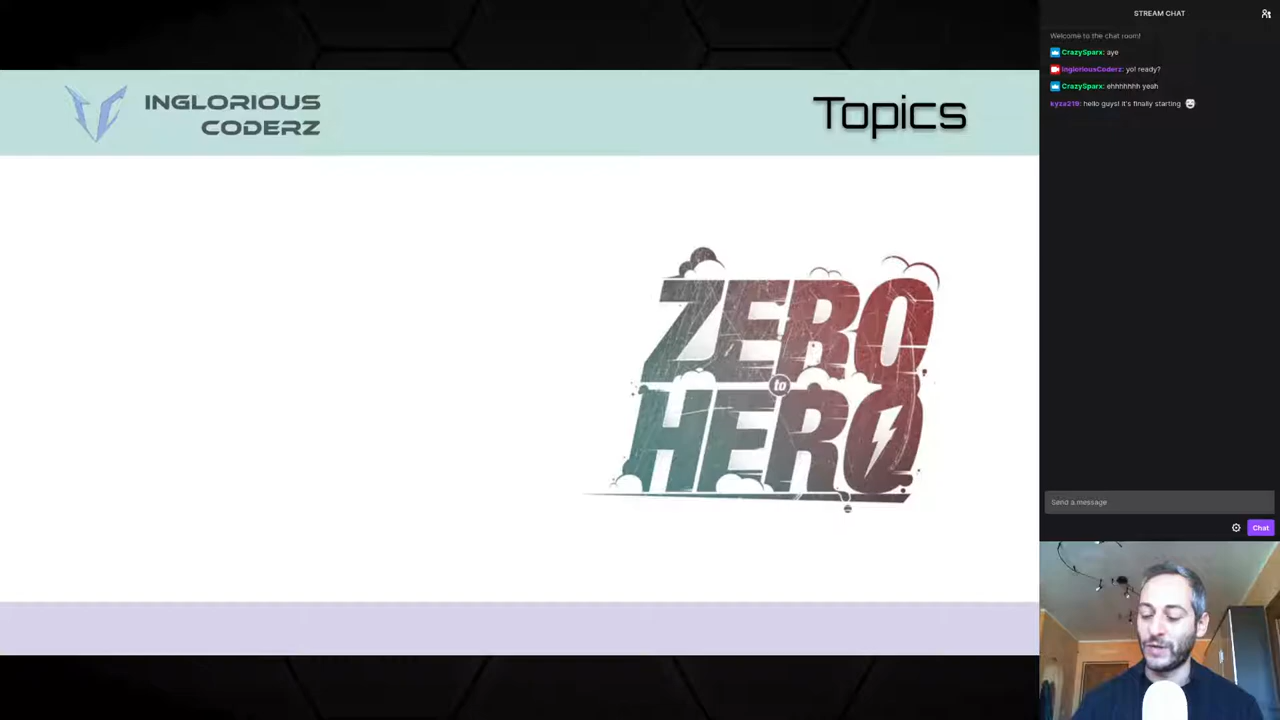 INGLORIOUS
CODERZ
Topics
ZERO
to
HERO
STREAM CHAT
Welcome to the chat room!
CrazySparx: aye
IngloriousCoderz: yo! ready?
CrazySparx: ehhhhhhh yeah
kyza219: hello guys! it's finally starting
Send a message
Chat